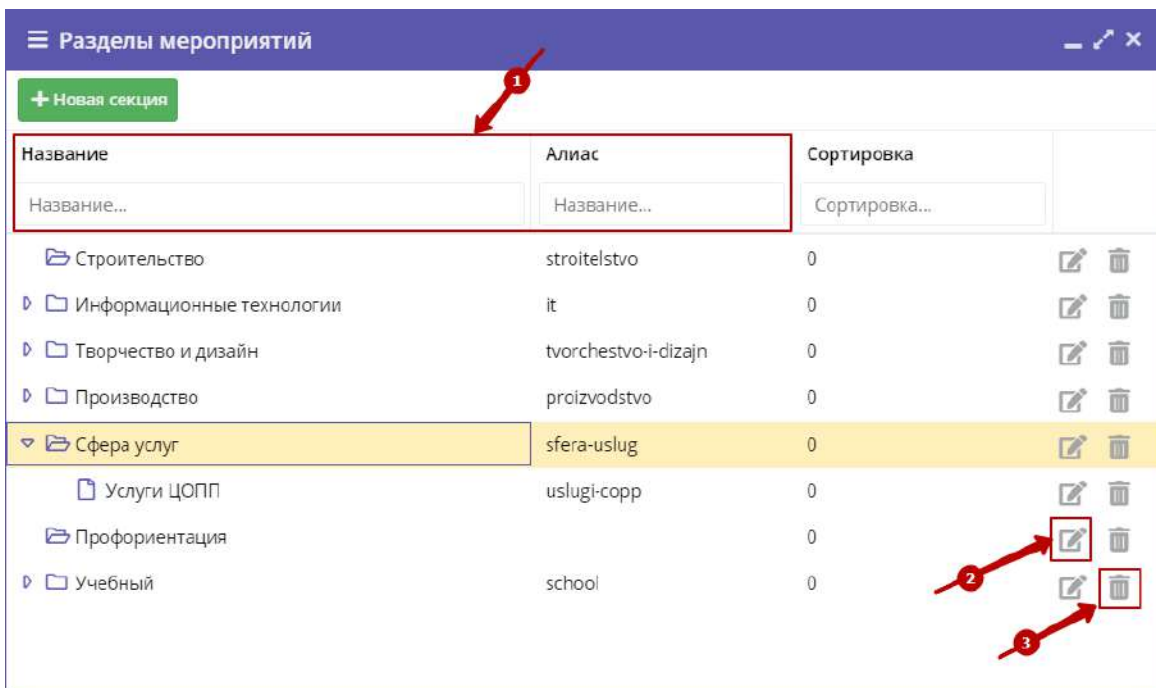 Разделы мероприятий
1
+ Новая секция
Название Алиас Сортировка
Название... Название... Сортировка...
Строительство stroitelstvo 0
Информационные технологии it 0
Творчество и дизайн tvorchestvo-i-dizajn 0
Производство proizvodstvo 0
Сфера услуг sfera-uslug 0
Услуги ЦОПП uslugi-copp 0
Профориентация 0
2
Учебный school 0
3